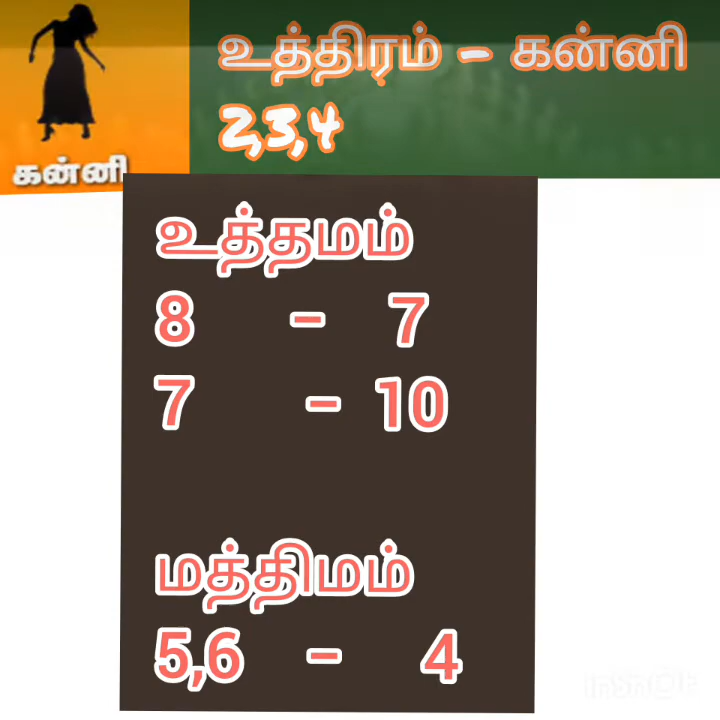 உத்திரம் - கன்னி
2,3,4
கன்னி
உத்தமம்
8 - 7
7 - 10
மத்திமம்
5,6 - 4